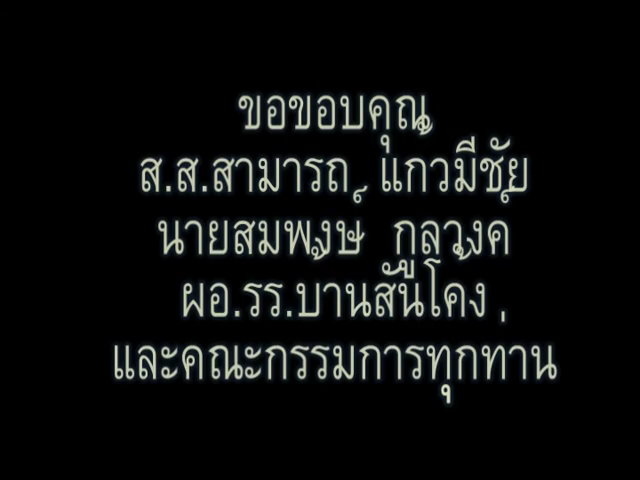 ขอขอบคุณ
ส.ส.สามารถ แก้วมีชัย
นายสมพงษ์ กูลวงค์
ผอ.รร.บ้านสันโค้ง
และคณะกรรมการทุกท่าน